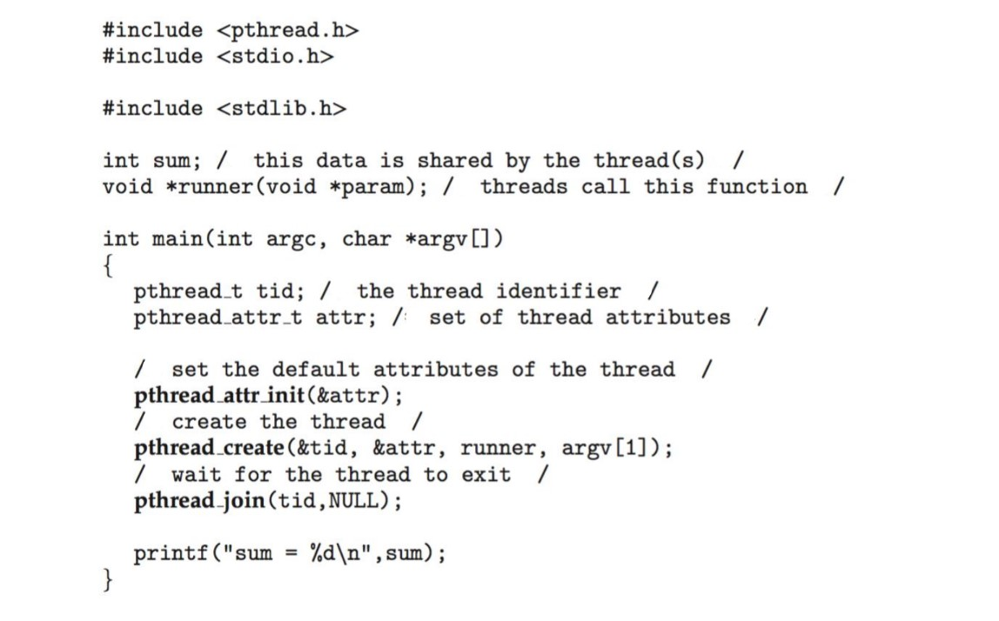 #include <pthread.h>
#include <stdio.h>
#include <stdlib.h>
int sum; /  this data is shared by the thread(s)  /
void *runner(void *param); /  threads call this function  /
int main(int argc, char *argv[])
{
pthread_t tid; /  the thread identifier  /
pthread_attr_t attr; /  set of thread attributes  /
/  set the default attributes of the thread  /
pthread_attr_init(&attr);
/  create the thread  /
pthread_create(&tid, &attr, runner, argv[1]);
/  wait for the thread to exit  /
pthread_join(tid,NULL);
printf("sum = %d\n",sum);
}